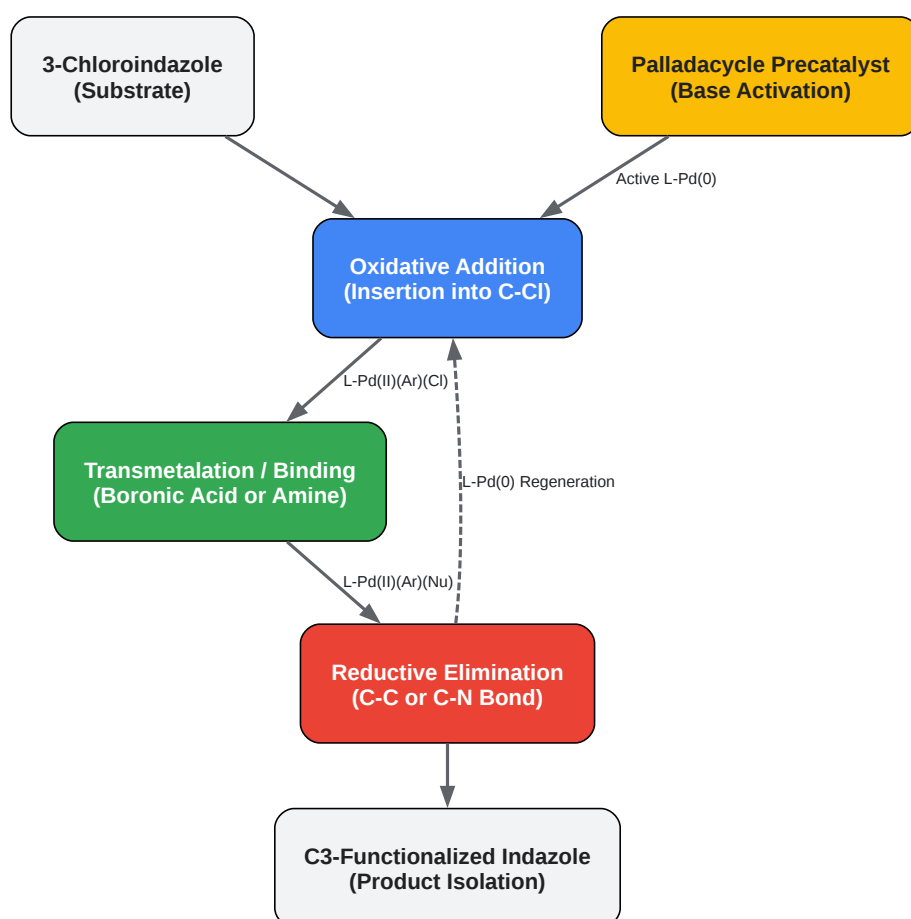 3-Chloroindazole
(Substrate)
Palladacycle Precatalyst
(Base Activation)
Active L-Pd(0)
Oxidative Addition
(Insertion into C-Cl)
L-Pd(II)(Ar)(Cl)
Transmetalation / Binding
(Boronic Acid or Amine)
L-Pd(0) Regeneration
L-Pd(II)(Ar)(Nu)
Reductive Elimination
(C-C or C-N Bond)
C3-Functionalized Indazole
(Product Isolation)